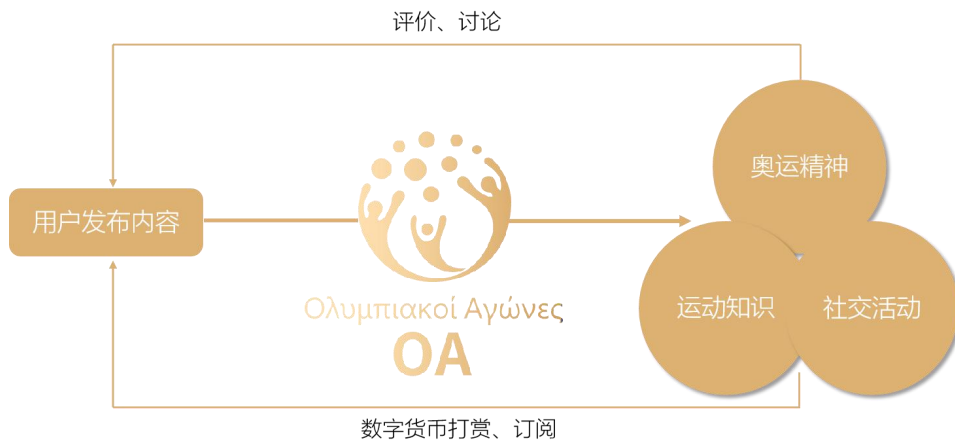 评价、讨论
奥运精神
用户发布内容
Ολυμπιακοί Αγώνες
OA
运动知识
社交活动
数字货币打赏、订阅